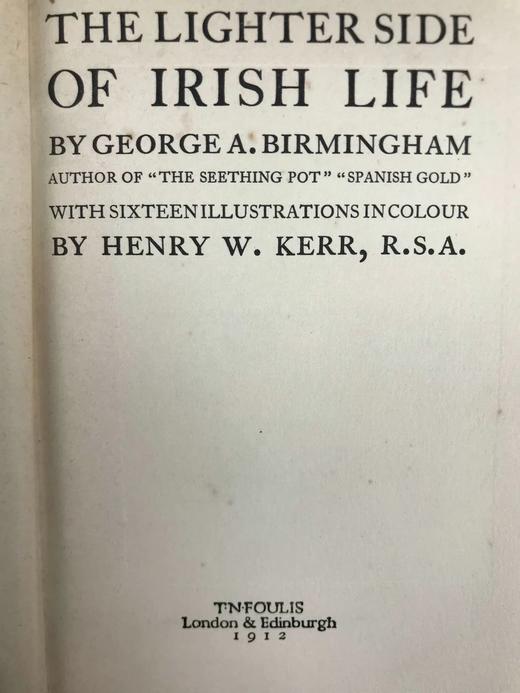 THE LIGHTER SIDE
OF IRISH LIFE
BY GEORGE A. BIRMINGHAM
AUTHOR OF "THE SEETHING POT" "SPANISH GOLD"
WITH SIXTEEN ILLUSTRATIONS IN COLOUR
BY HENRY W. KERR, R.S.A.
T·N·FOULIS
London & Edinburgh
1912